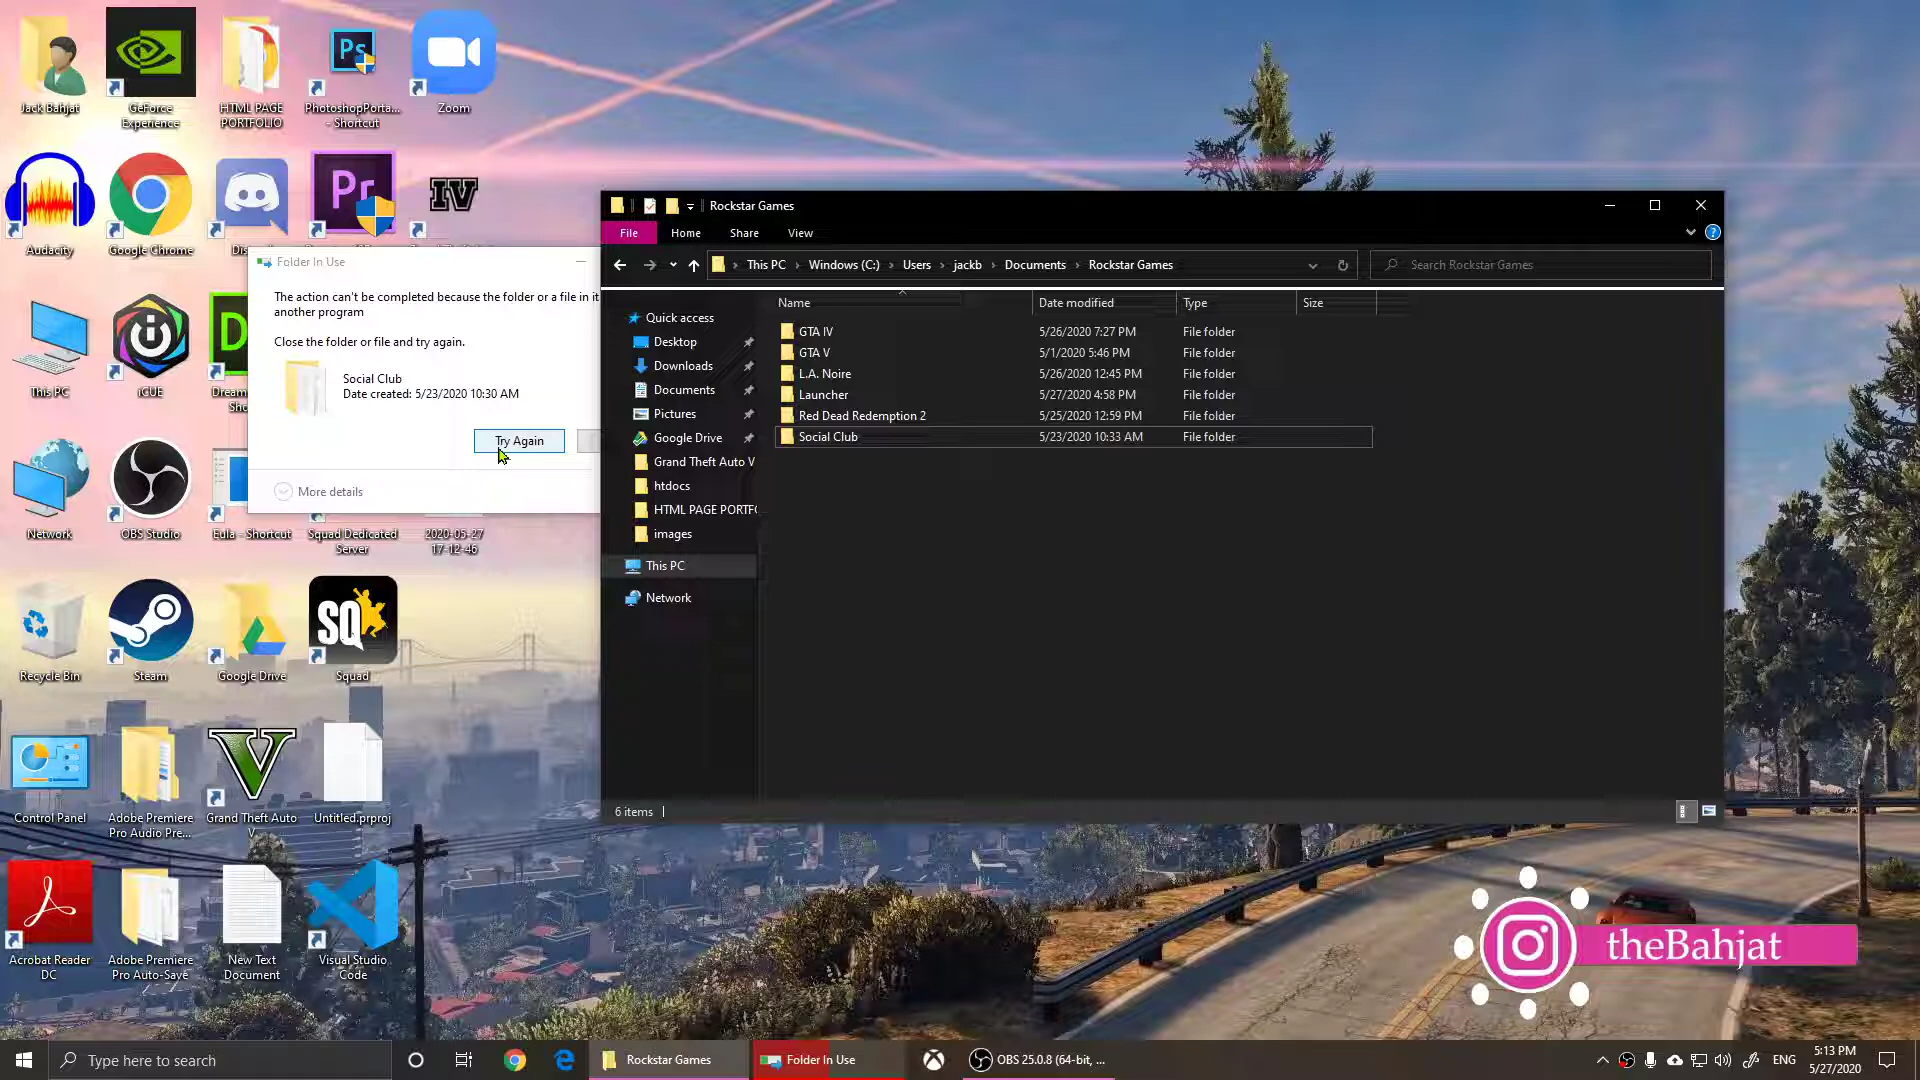 Jack Bahjat
GeForce
Experience
HTML PAGE
PORTFOLIO
Ps
PhotoshopPorta...
- Shortcut
Zoom
Audacity
Google Chrome
Pr
IV
Folder In Use
The action can't be completed because the folder or a file in it
another program
Close the folder or file and try again.
Social Club
Date created: 5/23/2020 10:30 AM
Try Again
More details
This PC
iCUE
Network
OBS Studio
Eula - Shortcut
Squad Dedicated
Server
2020-05-27
17-12-46
Recycle Bin
Steam
Google Drive
SQ
Squad
Control Panel
Adobe Premiere
Pro Audio Pre...
Grand Theft Auto
V
Untitled.prproj
Acrobat Reader
DC
Adobe Premiere
Pro Auto-Save
New Text
Document
Visual Studio
Code
Rockstar Games
File
Home
Share
View
This PC
Windows (C:)
Users
jackb
Documents
Rockstar Games
Search Rockstar Games
Name
Date modified
Type
Size
Quick access
Desktop
Downloads
Documents
Pictures
Google Drive
Grand Theft Auto V
htdocs
HTML PAGE PORTF
images
This PC
Network
GTA IV 5/26/2020 7:27 PM File folder
GTA V 5/1/2020 5:46 PM File folder
L.A. Noire 5/26/2020 12:45 PM File folder
Launcher 5/27/2020 4:58 PM File folder
Red Dead Redemption 2 5/25/2020 12:59 PM File folder
Social Club 5/23/2020 10:33 AM File folder
6 items
theBahjat
Type here to search
Rockstar Games
Folder In Use
OBS 25.0.8 (64-bit, ...
ENG
5:13 PM
5/27/2020